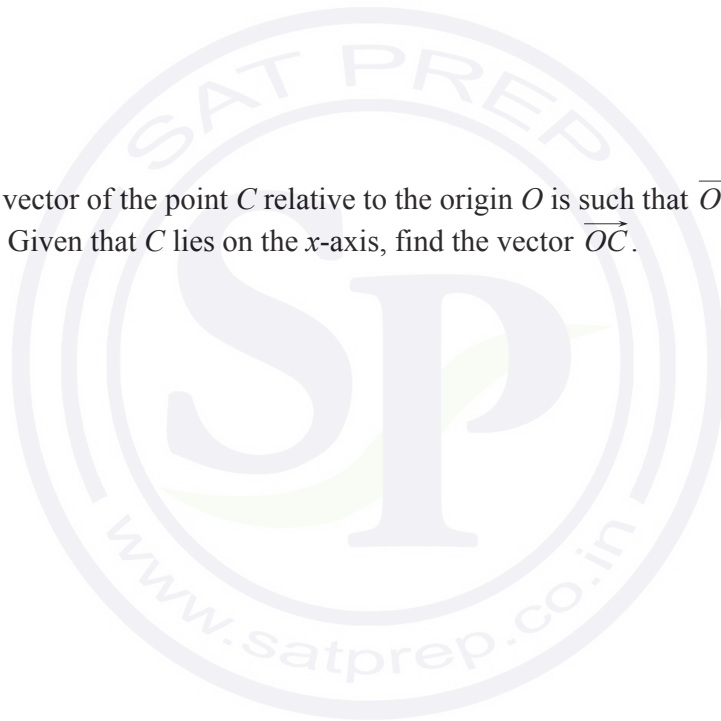 SAT PREP
vector of the point C relative to the origin O is such that O
Given that C lies on the x-axis, find the vector OC⃗.
SP
www.satprep.co.in